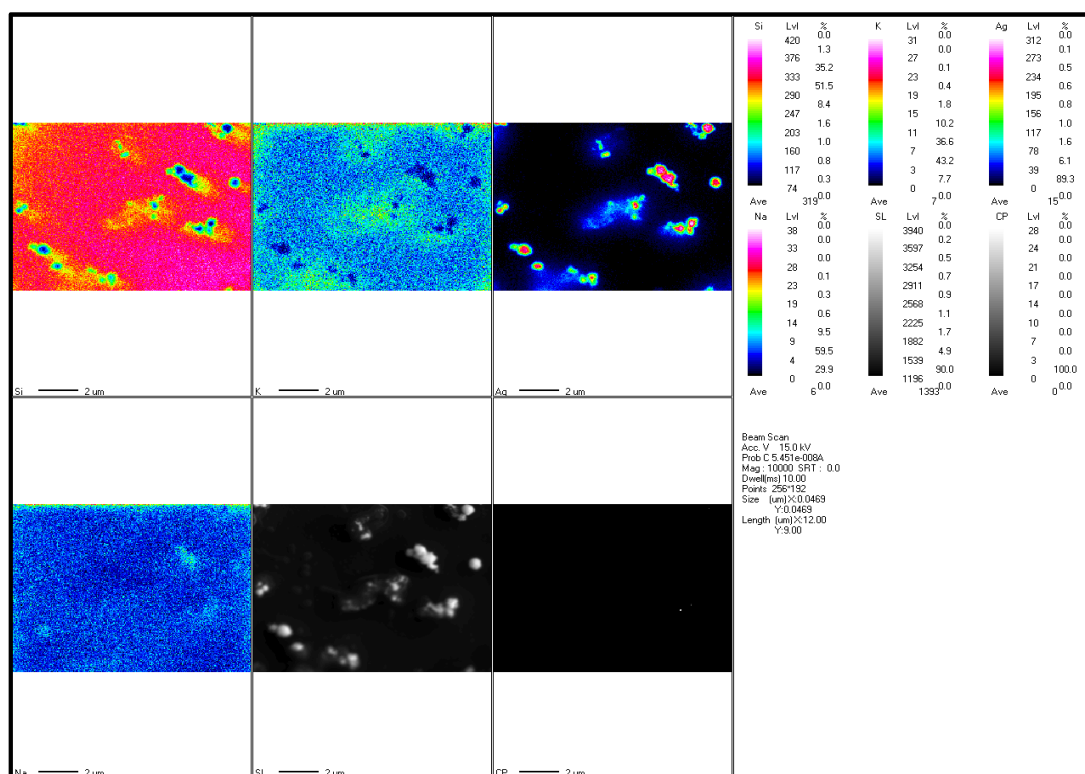 Si Lvl % K Lvl % Ag Lvl %
0.0 0.0 0.0
420 31 312
1.3 0.0 0.1
376 27 273
35.2 0.1 0.5
333 23 234
51.5 0.4 0.6
290 19 195
8.4 1.8 0.8
247 15 156
1.6 10.2 1.0
203 11 117
1.0 36.6 1.6
160 7 78
0.8 43.2 6.1
117 3 39
0.3 7.7 89.3
74 0 0
0.0 0.0 0.0
Ave 319 Ave 7 Ave 15
Na Lvl % SL Lvl % CP Lvl %
0.0 0.0 0.0
38 3940 28
0.0 0.2 0.0
33 3597 24
0.0 0.5 0.0
28 3254 21
0.1 0.7 0.0
23 2911 17
0.3 0.9 0.0
19 2568 14
0.6 1.1 0.0
14 2225 10
9.5 1.7 0.0
9 1882 7
59.5 4.9 0.0
4 1539 3
29.9 90.0 100.0
0 1196 0
0.0 0.0 0.0
Ave 6 Ave 1393 Ave 0
Si 2 um K 2 um Ag 2 um
Beam Scan
Acc. V 15.0 kV
Prob C 5.451e-008A
Mag : 10000 SRT : 0.0
Dwell(ms) 10.00
Points 256*192
Size (um) X:0.0469
Y:0.0469
Length (um) X:12.00
Y:9.00
Na 2 um SL 2 um CP 2 um